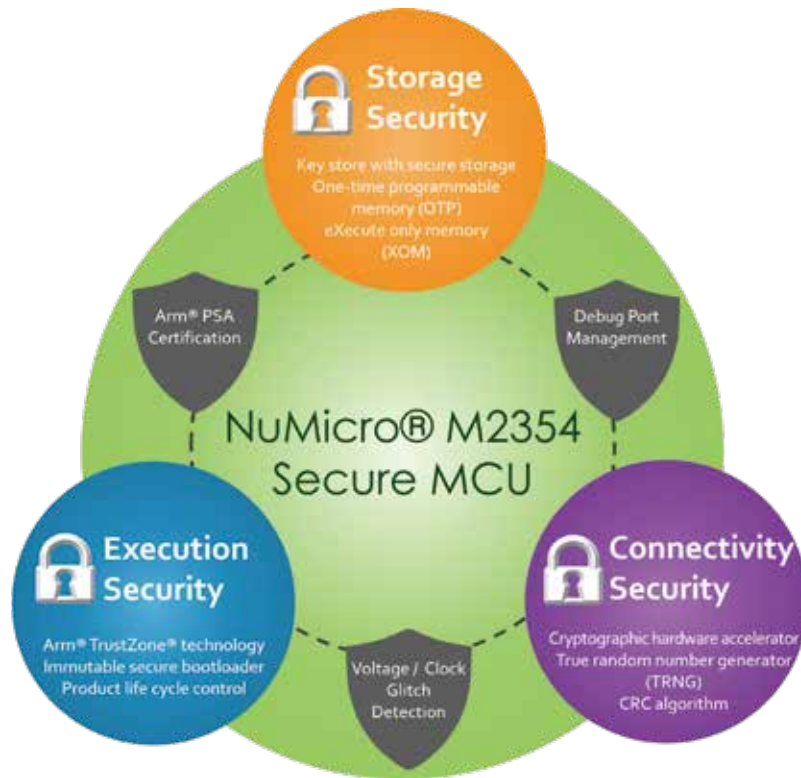 Storage
Security
Key store with secure storage
One-time programmable
memory (OTP)
eXecute only memory
(XOM)
Arm® PSA
Certification
Debug Port
Management
NuMicro® M2354
Secure MCU
Execution
Security
Arm® TrustZone® technology
Immutable secure bootloader
Product life cycle control
Connectivity
Security
Cryptographic hardware accelerator
True random number generator
(TRNG)
CRC algorithm
Voltage / Clock
Glitch
Detection